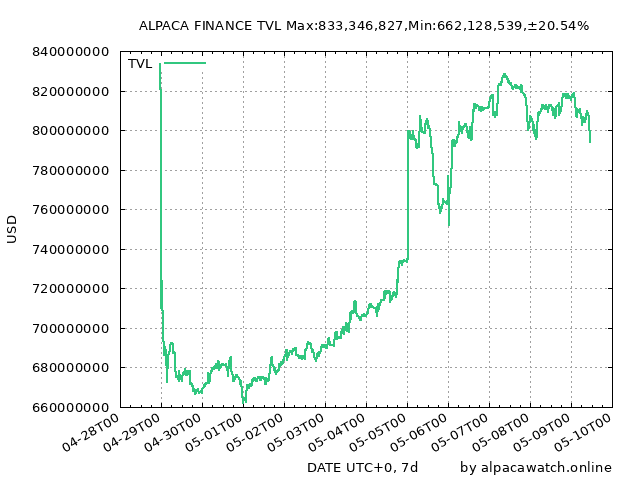 ALPACA FINANCE TVL Max:833,346,827,Min:662,128,539,±20.54%
TVL
840000000
820000000
800000000
780000000
760000000
740000000
720000000
700000000
680000000
660000000
USD
04-28T00
04-29T00
04-30T00
05-01T00
05-02T00
05-03T00
05-04T00
05-05T00
05-06T00
05-07T00
05-08T00
05-09T00
05-10T00
DATE UTC+0, 7d
by alpacawatch.online